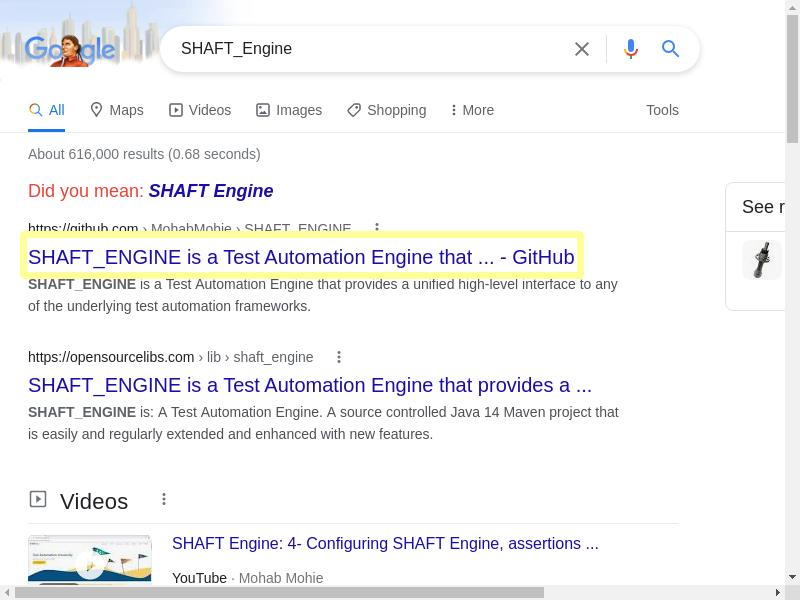 Google
SHAFT_Engine
All Maps Videos Images Shopping More Tools
About 616,000 results (0.68 seconds)
Did you mean: SHAFT Engine
https://github.com › MohabMohie › SHAFT_ENGINE
SHAFT_ENGINE is a Test Automation Engine that ... - GitHub
SHAFT_ENGINE is a Test Automation Engine that provides a unified high-level interface to any
of the underlying test automation frameworks.
See r
https://opensourcelibs.com › lib › shaft_engine
SHAFT_ENGINE is a Test Automation Engine that provides a ...
SHAFT_ENGINE is: A Test Automation Engine. A source controlled Java 14 Maven project that
is easily and regularly extended and enhanced with new features.
Videos
SHAFT Engine: 4- Configuring SHAFT Engine, assertions ...
YouTube · Mohab Mohie